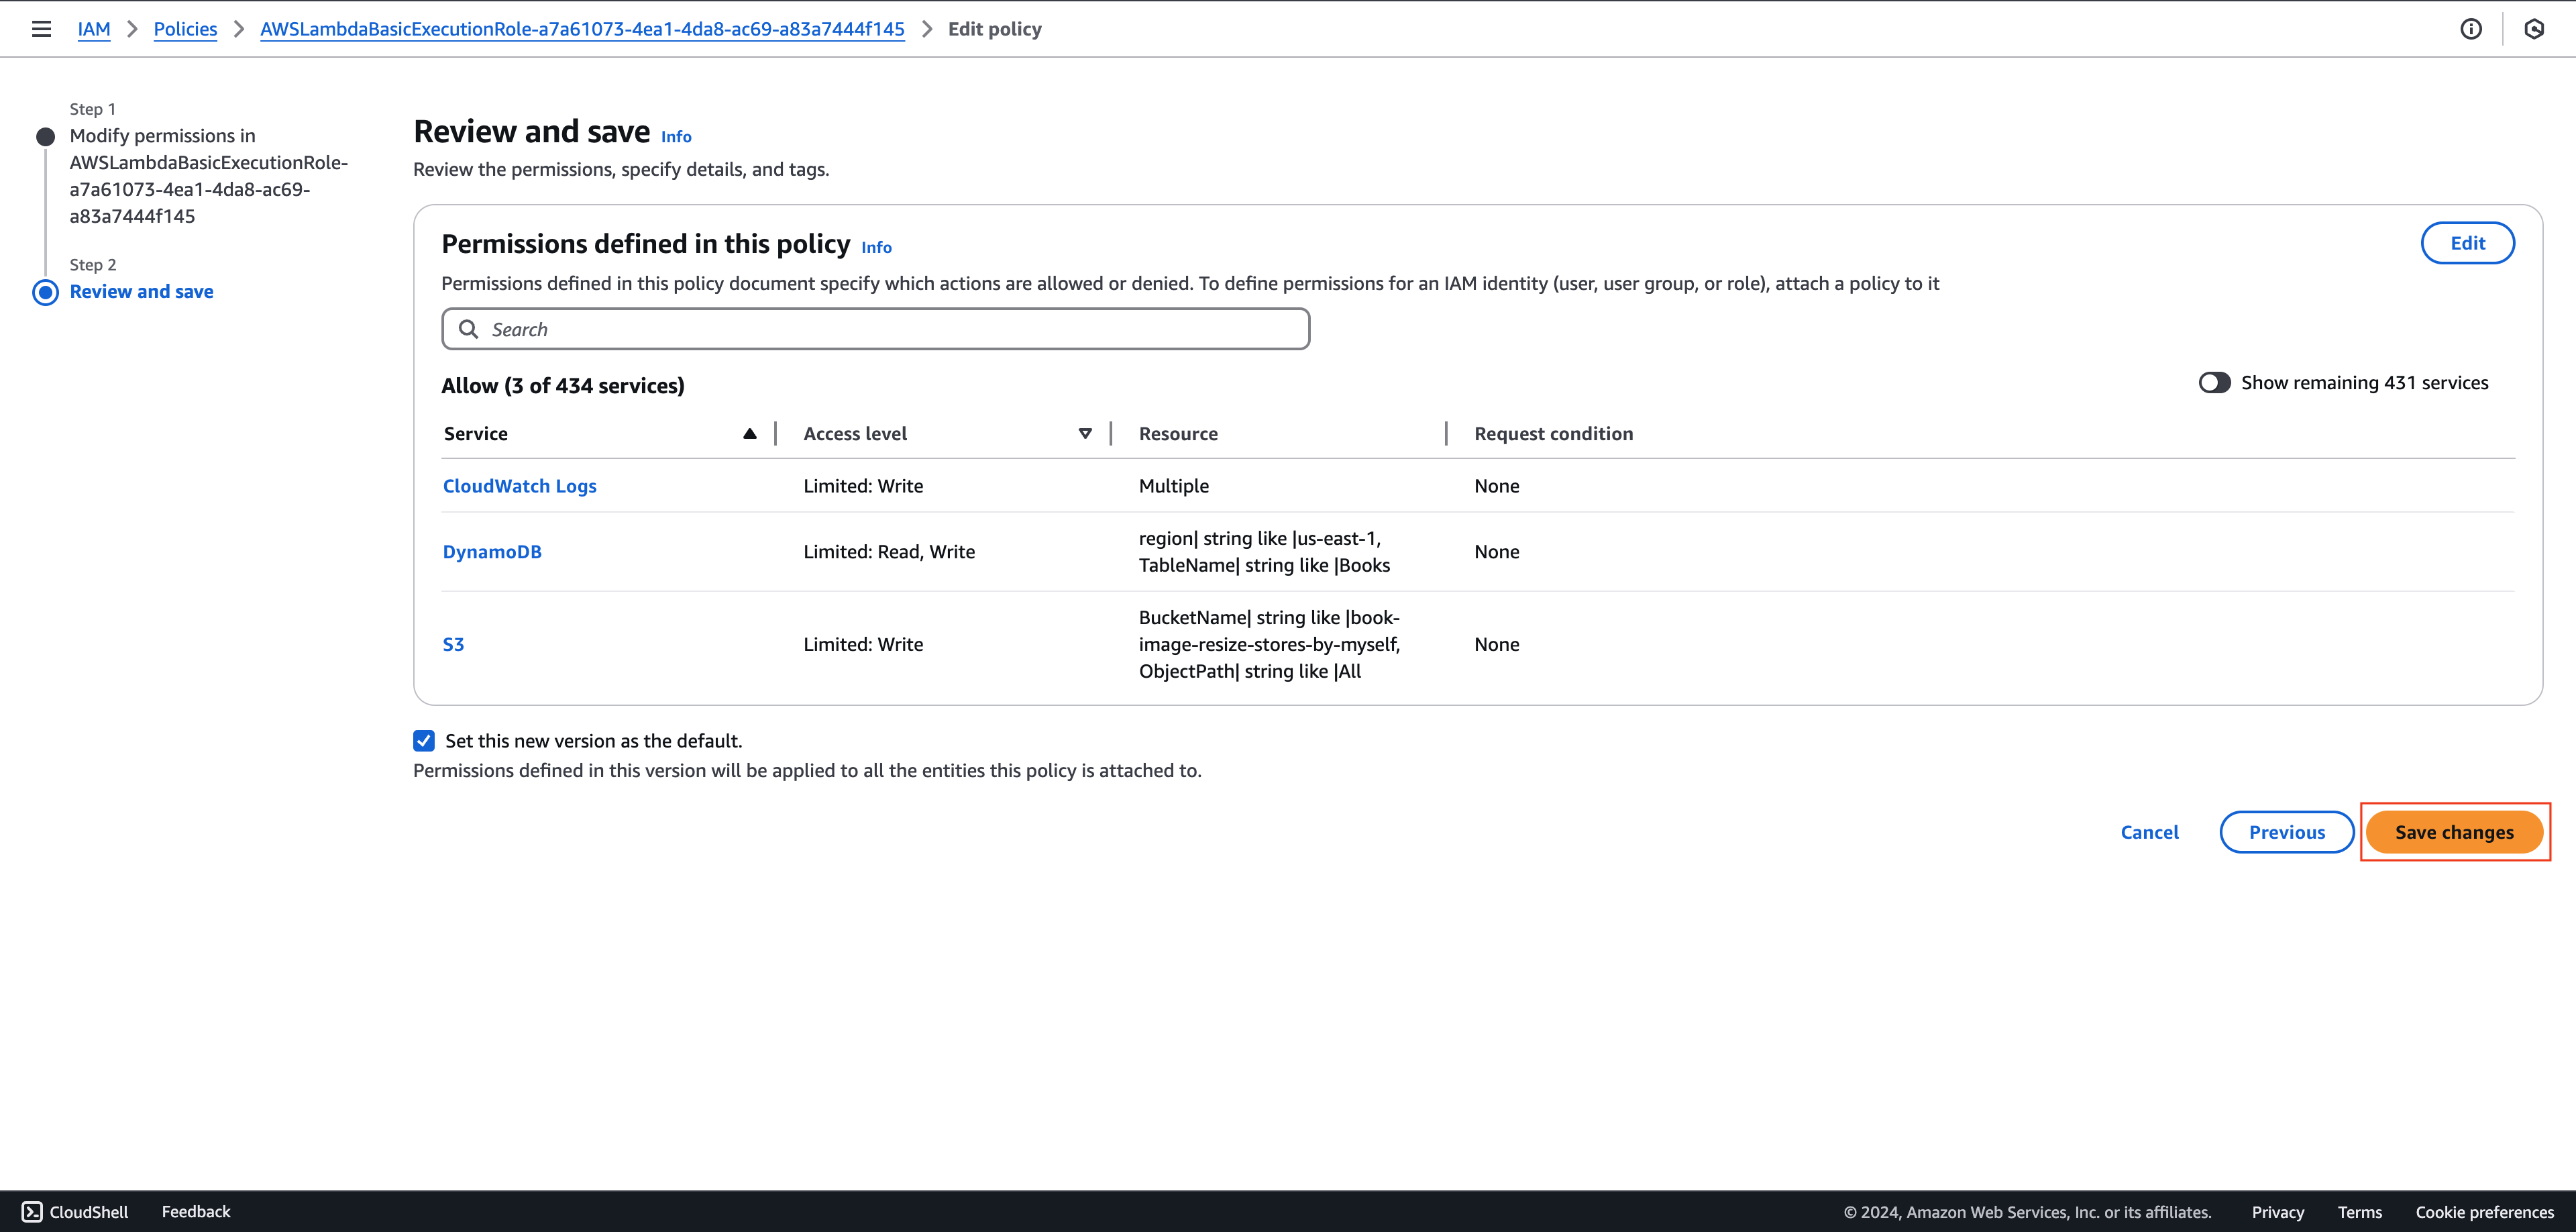 IAM > Policies > AWSLambdaBasicExecutionRole-a7a61073-4ea1-4da8-ac69-a83a7444f145 > Edit policy
Step 1
Modify permissions in
AWSLambdaBasicExecutionRole-
a7a61073-4ea1-4da8-ac69-
a83a7444f145
Step 2
Review and save
Review and save Info
Review the permissions, specify details, and tags.
Permissions defined in this policy Info
Edit
Permissions defined in this policy document specify which actions are allowed or denied. To define permissions for an IAM identity (user, user group, or role), attach a policy to it
Search
Allow (3 of 434 services)
Show remaining 431 services
Service Access level Resource Request condition
CloudWatch Logs Limited: Write Multiple None
DynamoDB Limited: Read, Write
region| string like |us-east-1,
TableName| string like |Books
None
S3 Limited: Write
BucketName| string like |book-
image-resize-stores-by-myself,
ObjectPath| string like |All
None
Set this new version as the default.
Permissions defined in this version will be applied to all the entities this policy is attached to.
Cancel Previous Save changes
CloudShell Feedback © 2024, Amazon Web Services, Inc. or its affiliates. Privacy Terms Cookie preferences